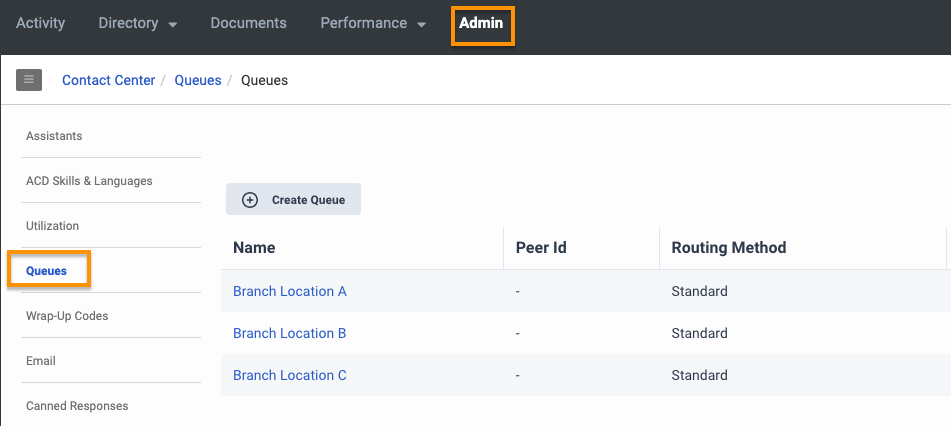 Activity Directory Documents Performance Admin
Contact Center / Queues / Queues
Assistants
ACD Skills & Languages
Utilization
Queues
Wrap-Up Codes
Email
Canned Responses
Create Queue
Name Peer Id Routing Method
Branch Location A - Standard
Branch Location B - Standard
Branch Location C - Standard